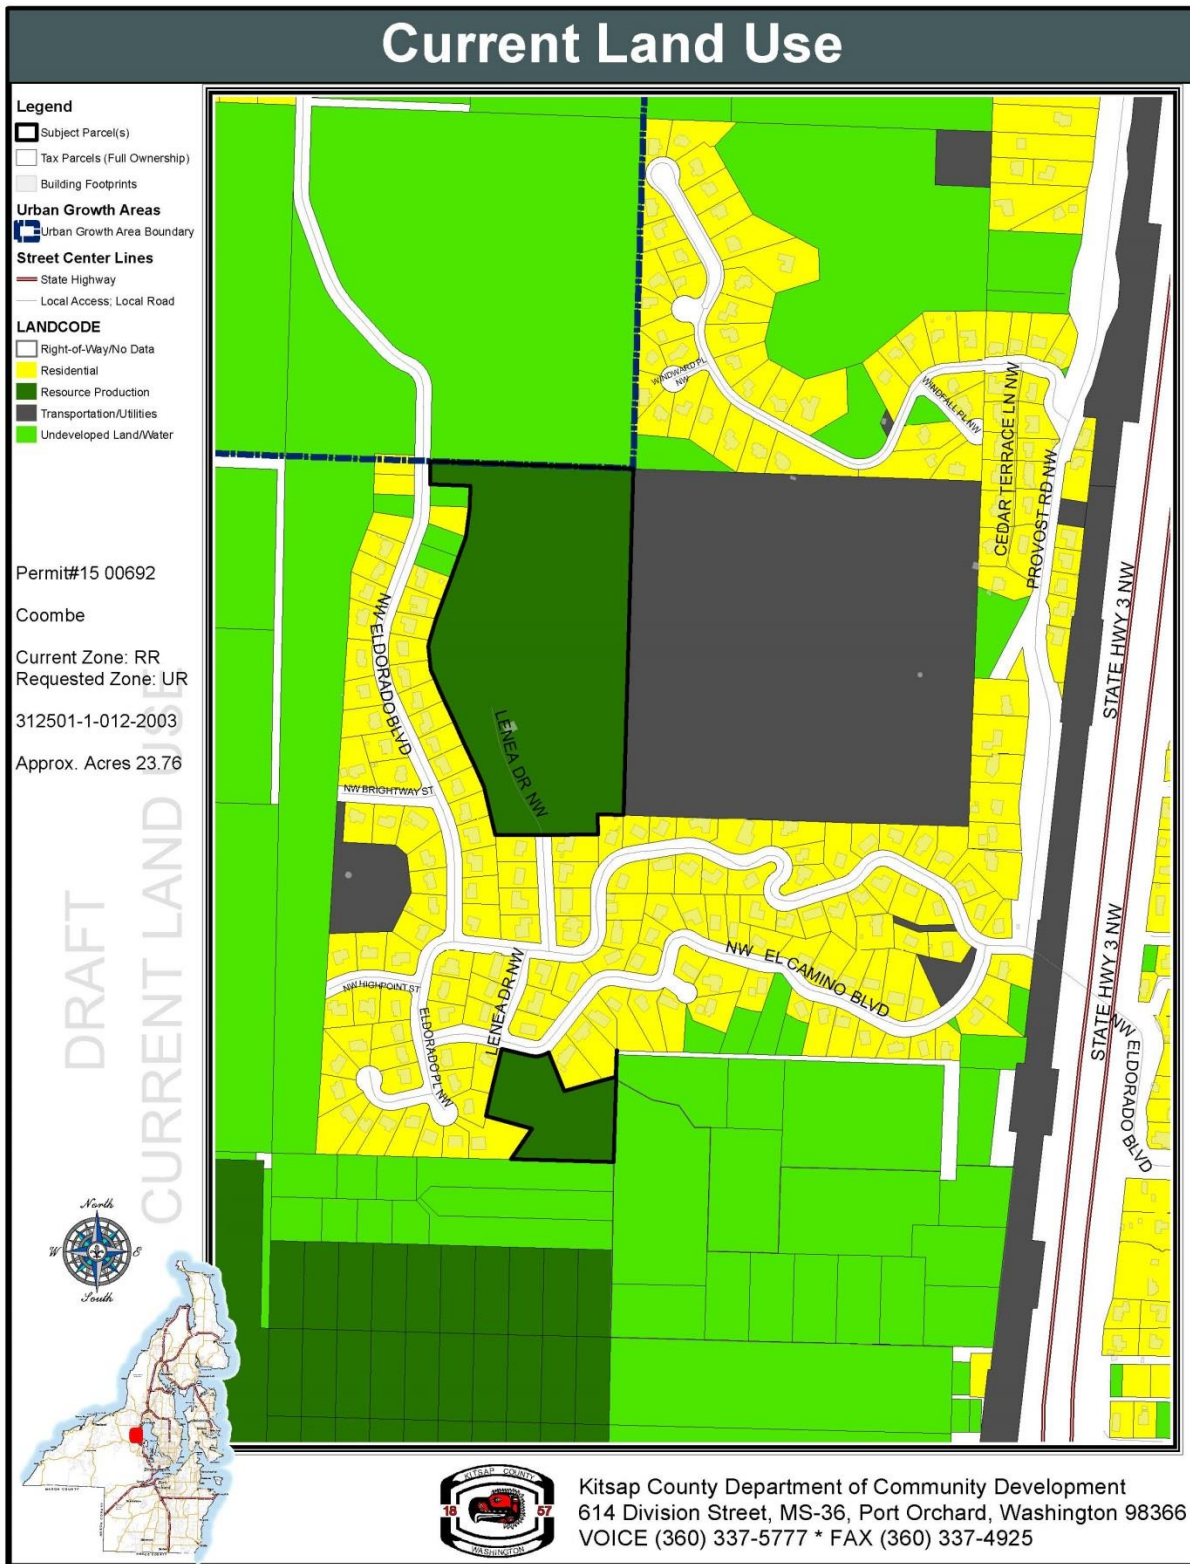 Current Land Use
Legend
Subject Parcel(s)
Tax Parcels (Full Ownership)
Building Footprints
Urban Growth Areas
Urban Growth Area Boundary
Street Center Lines
State Highway
Local Access; Local Road
LANDCODE
Right-of-Way/No Data
Residential
Resource Production
Transportation/Utilities
Undeveloped Land/Water
Permit#15 00692
Coombe
Current Zone: RR
Requested Zone: UR
312501-1-012-2003
Approx. Acres 23.76
DRAFT
CURRENT LAND USE
WINDWARD PL
NW
WINDFALL PL NW
CEDAR TERRACE LN NW
PROVOST RD NW
STATE HWY 3 NW
NW ELDORADO BLVD
LENEA DR NW
NW BRIGHTWAY ST
NW HIGHPOINT ST
ELDORADO PL NW
LENEA DR NW
NW EL CAMINO BLVD
STATE HWY 3 NW
NW ELDORADO BLVD
North
W
E
South
KITSAP COUNTY
18 57
WASHINGTON
Kitsap County Department of Community Development
614 Division Street, MS-36, Port Orchard, Washington 98366
VOICE (360) 337-5777 * FAX (360) 337-4925